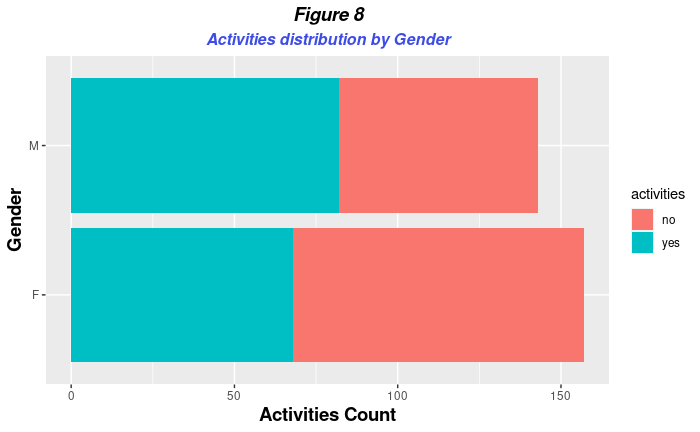 Figure 8
Activities distribution by Gender
Gender
M
F
0 50 100 150
Activities Count
activities
no
yes